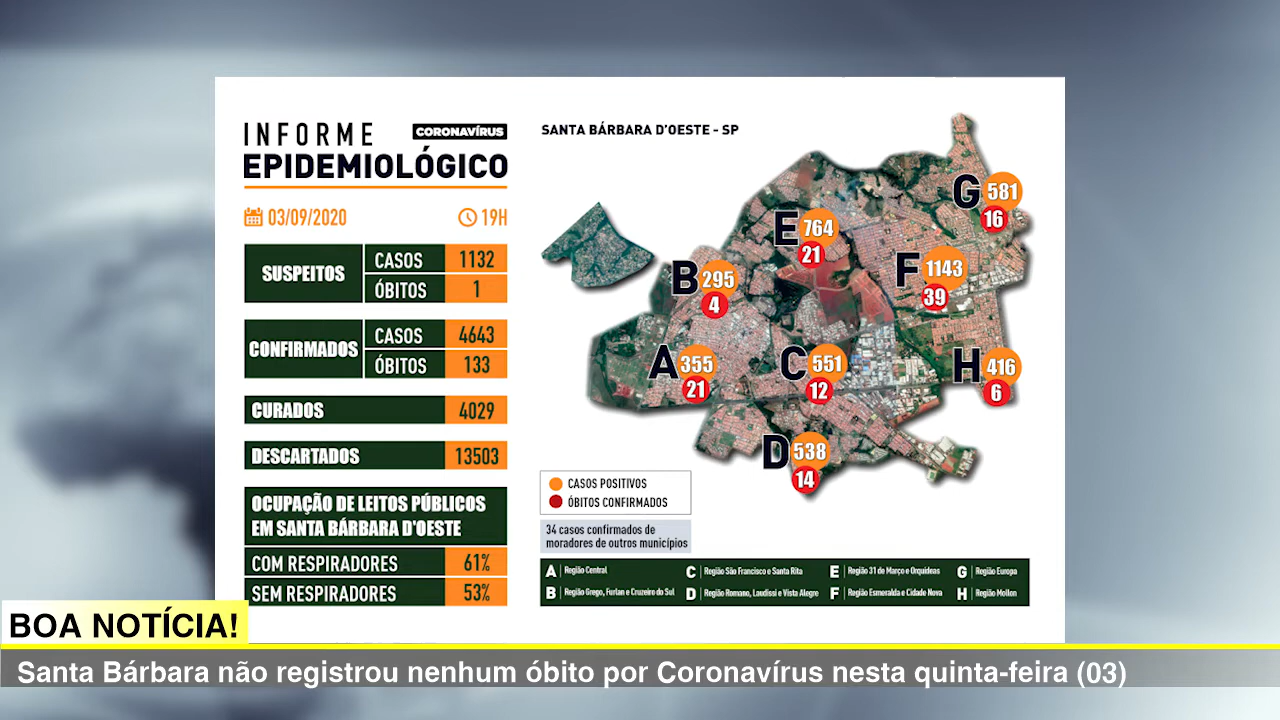 INFORME
CORONAVÍRUS
EPIDEMIOLÓGICO
03/09/2020
19H
SUSPEITOS
CASOS
1132
ÓBITOS
1
CONFIRMADOS
CASOS
4643
ÓBITOS
133
CURADOS
4029
DESCARTADOS
13503
OCUPAÇÃO DE LEITOS PÚBLICOS
EM SANTA BÁRBARA D'OESTE
COM RESPIRADORES
61%
SEM RESPIRADORES
53%
SANTA BÁRBARA D'OESTE - SP
G
581
16
E
764
21
F
1143
39
B
295
4
A
355
21
C
551
12
H
416
6
D
538
14
CASOS POSITIVOS
ÓBITOS CONFIRMADOS
34 casos confirmados de
moradores de outros municípios
A Região Central
B Região Grego, Furlan e Cruzeiro do Sul
C Região São Francisco e Santa Rita
D Região Romano, Laudissi e Vista Alegre
E Região 31 de Março e Orquídeas
F Região Esmeralda e Cidade Nova
G Região Europa
H Região Mollon
BOA NOTÍCIA!
Santa Bárbara não registrou nenhum óbito por Coronavírus nesta quinta-feira (03)